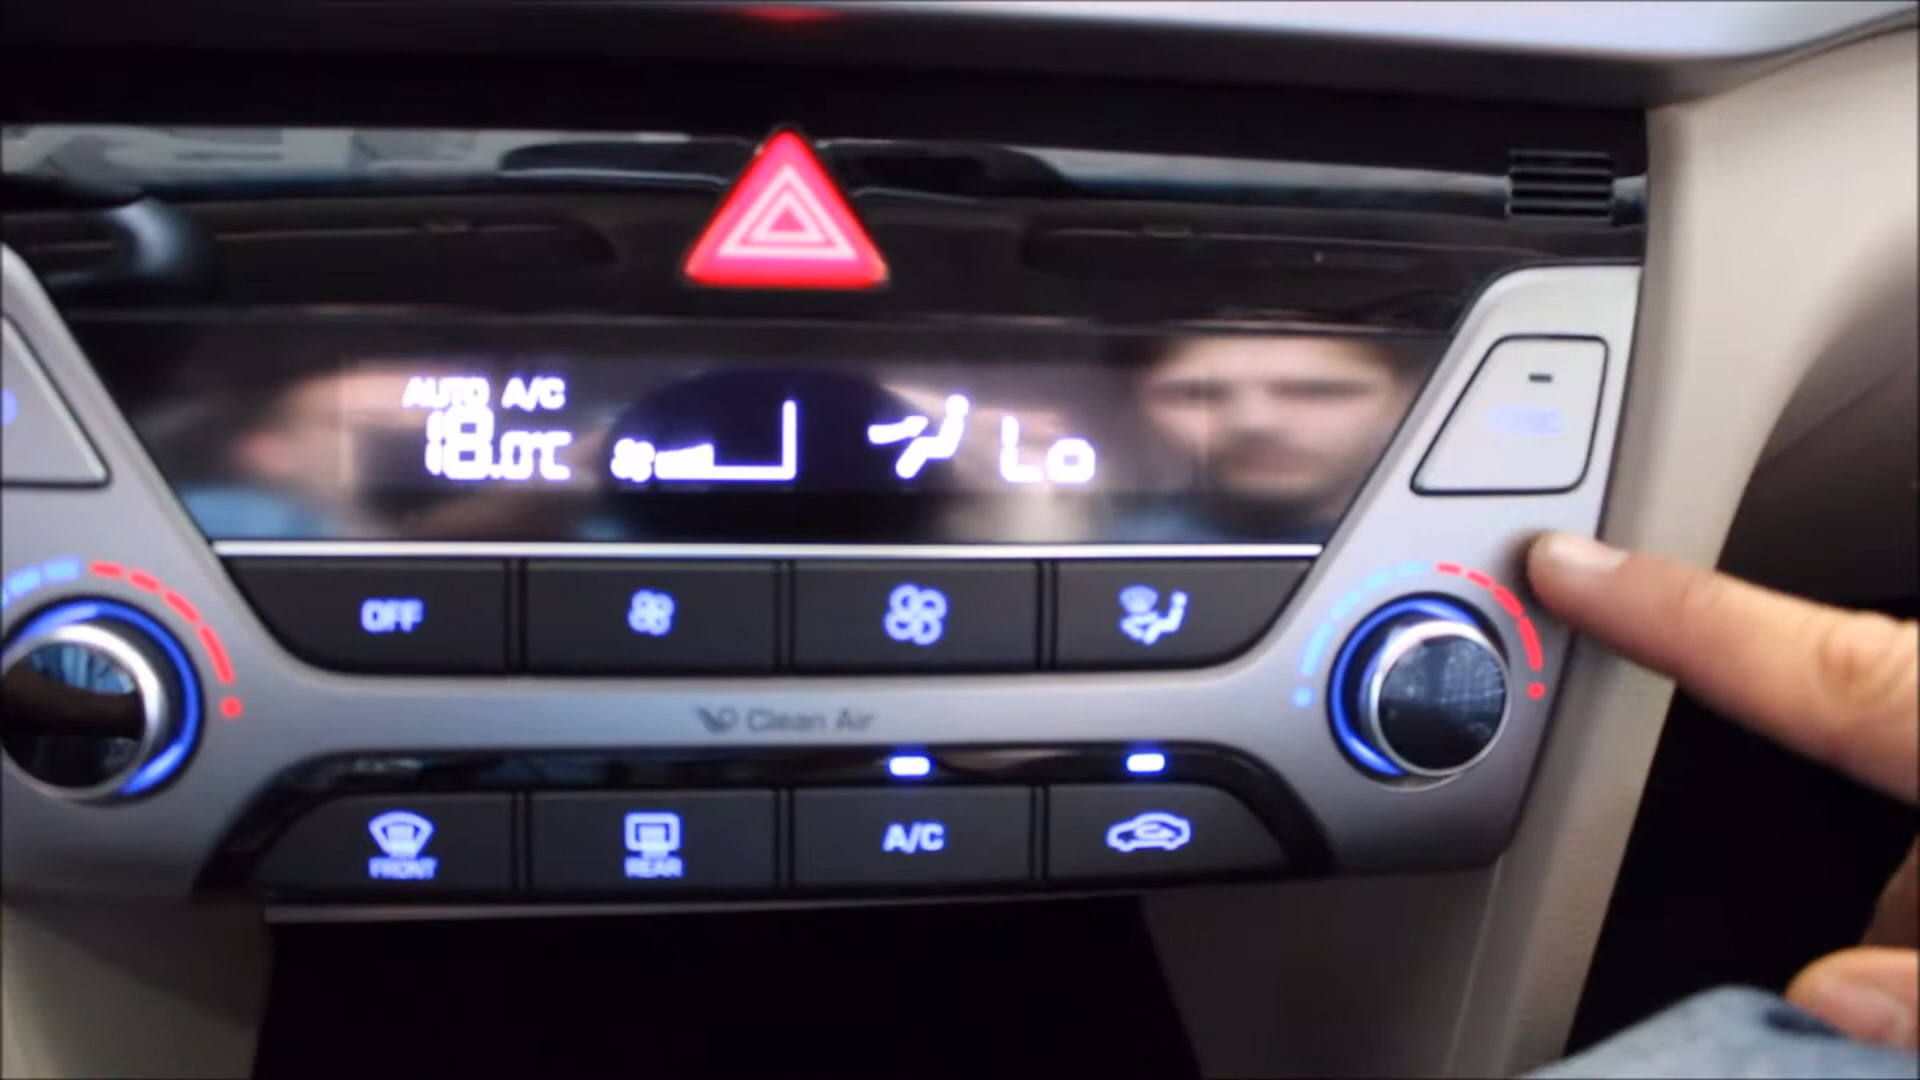 AUTO A/C
18.0°C
Lo
OFF
Clean Air
FRONT
REAR
A/C